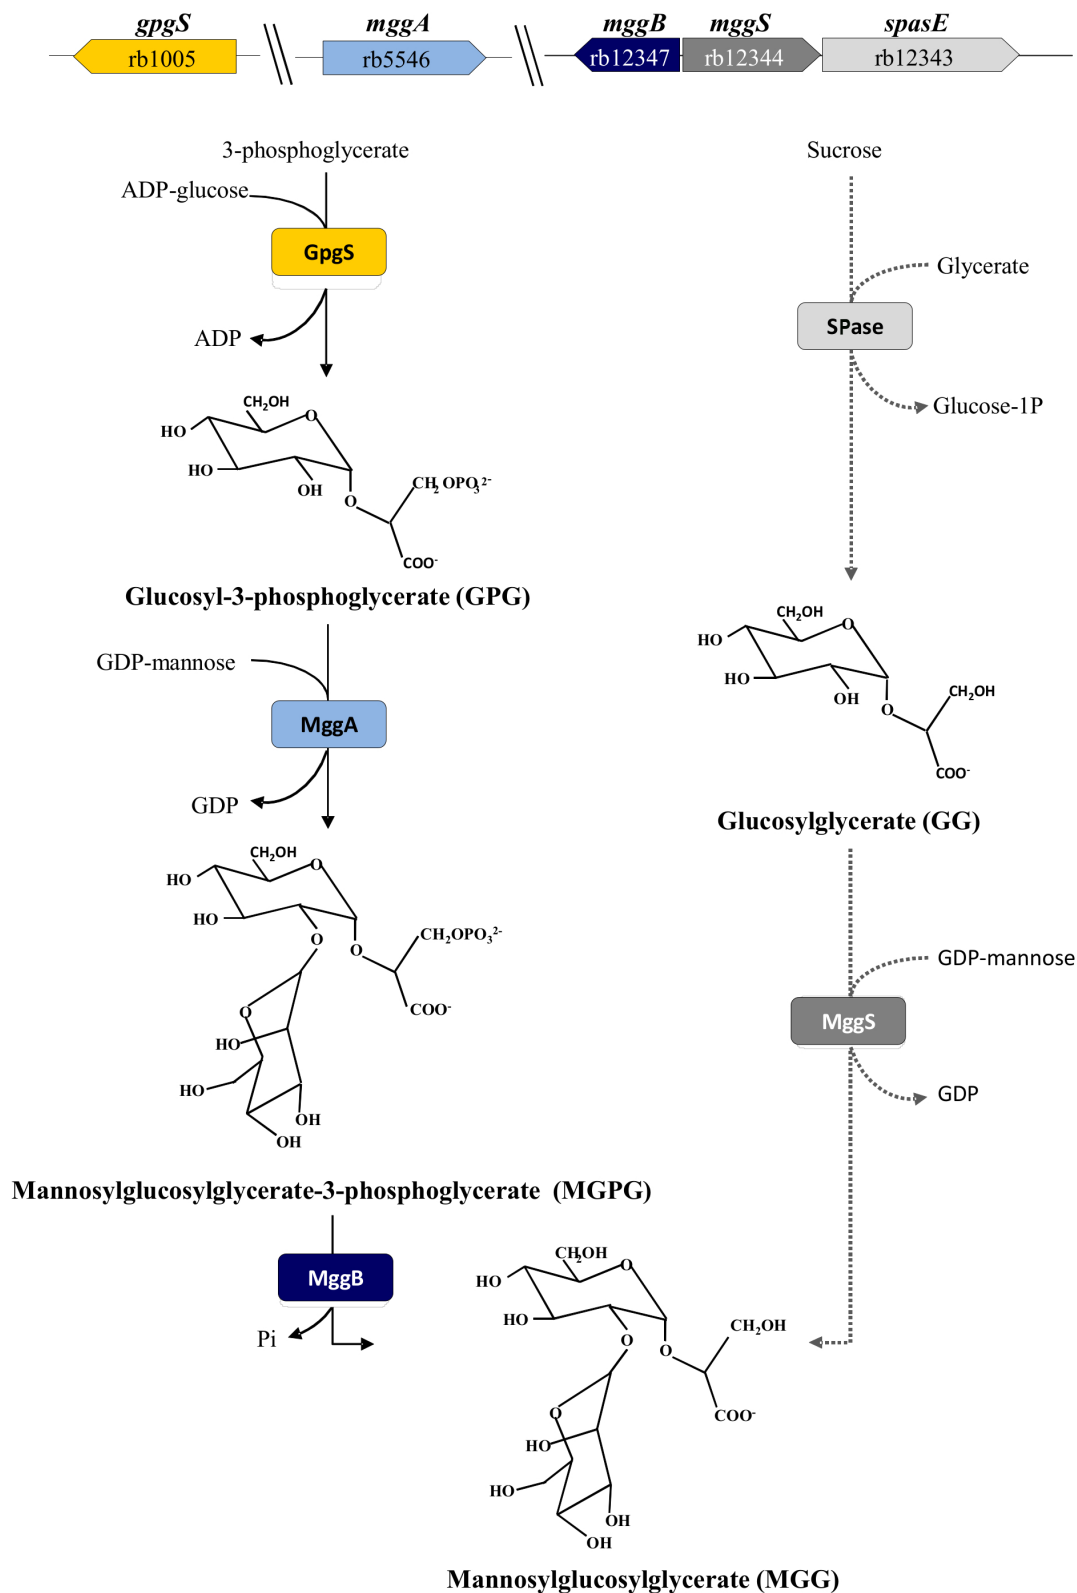 gpgS mggA mggB mggS spasE
rb1005 rb5546 rb12347 rb12344 rb12343
3-phosphoglycerate
ADP-glucose
GpgS
ADP
CH2OH
O
HO
HO
OH
O
CH2OPO3 2-
COO-
Glucosyl-3-phosphoglycerate (GPG)
GDP-mannose
MggA
GDP
CH2OH
O
HO
HO
O
O
CH2OPO3 2-
COO-
O
HO
HO
OH
OH
Mannosylglucosylglycerate-3-phosphoglycerate (MGPG)
MggB
Pi
Sucrose
Glycerate
SPase
Glucose-1P
CH2OH
O
HO
HO
OH
O
CH2OH
COO-
Glucosylglycerate (GG)
GDP-mannose
MggS
GDP
CH2OH
O
HO
HO
O
O
CH2OH
COO-
O
HO
HO
OH
OH
Mannosylglucosylglycerate (MGG)